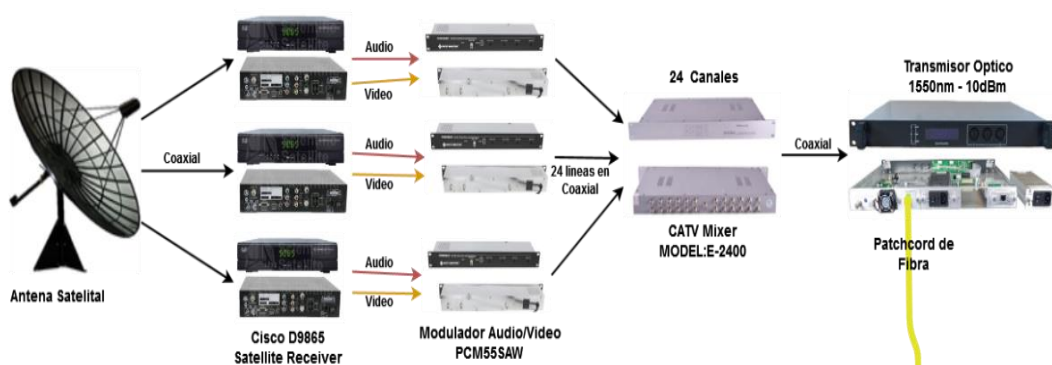 Antena Satelital
Coaxial
Audio
Video
Audio
Video
Audio
Video
Cisco D9865
Satellite Receiver
Modulador Audio/Video
PCM55SAW
24 lineas en
Coaxial
24 Canales
CATV Mixer
MODEL:E-2400
Coaxial
Transmisor Optico
1550nm - 10dBm
Patchcord de
Fibra